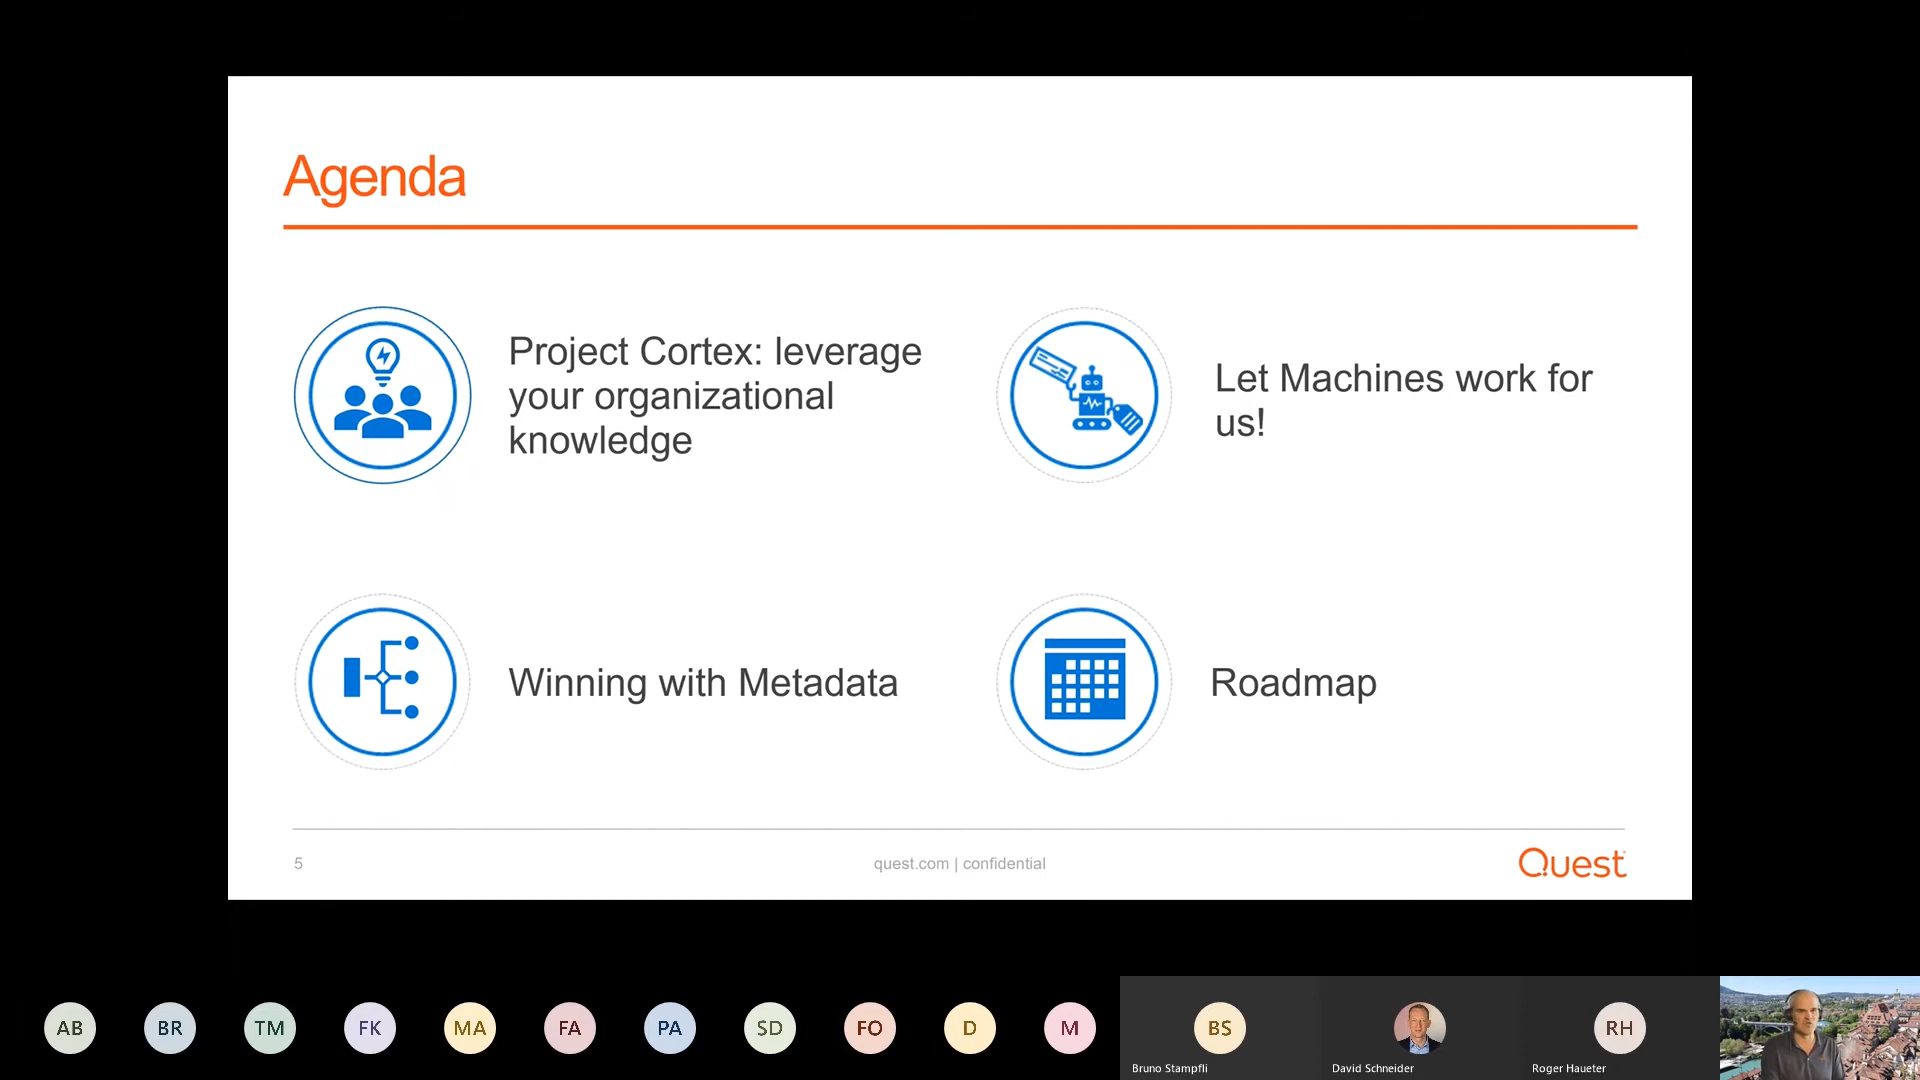 Agenda
Project Cortex: leverage
your organizational
knowledge
Let Machines work for
us!
Winning with Metadata
Roadmap
5
quest.com | confidential
Quest
AB
BR
TM
FK
MA
FA
PA
SD
FO
D
M
BS
RH
Bruno Stampfli
David Schneider
Roger Haueter